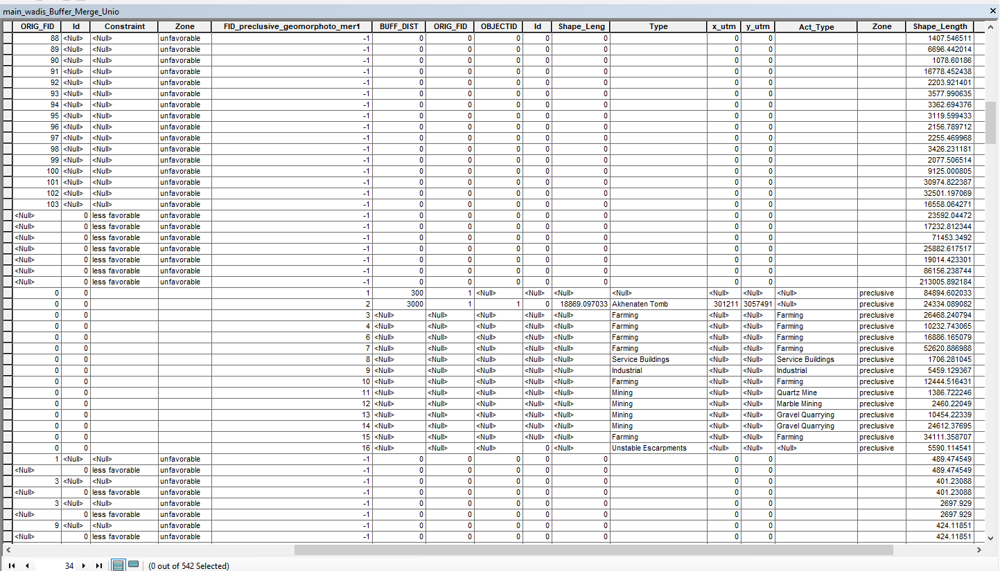 main_wadis_Buffer_Merge_Unio
ORIG_FID Id Constraint Zone FID_preclusive_geomorphoto_mer1 BUFF_DIST ORIG_FID OBJECTID Id Shape_Leng Type x_utm y_utm Act_Type Zone Shape_Length
88 <Null> <Null> unfavorable -1 0 0 0 0 0 0 0 1407.546511
89 <Null> <Null> unfavorable -1 0 0 0 0 0 0 0 6696.442014
90 <Null> <Null> unfavorable -1 0 0 0 0 0 0 0 1078.60186
91 <Null> <Null> unfavorable -1 0 0 0 0 0 0 0 16778.452438
92 <Null> <Null> unfavorable -1 0 0 0 0 0 0 0 2203.921401
93 <Null> <Null> unfavorable -1 0 0 0 0 0 0 0 3577.990635
94 <Null> <Null> unfavorable -1 0 0 0 0 0 0 0 3362.694376
95 <Null> <Null> unfavorable -1 0 0 0 0 0 0 0 3119.599433
96 <Null> <Null> unfavorable -1 0 0 0 0 0 0 0 2156.789712
97 <Null> <Null> unfavorable -1 0 0 0 0 0 0 0 2255.469968
98 <Null> <Null> unfavorable -1 0 0 0 0 0 0 0 3426.231181
99 <Null> <Null> unfavorable -1 0 0 0 0 0 0 0 2077.506514
100 <Null> <Null> unfavorable -1 0 0 0 0 0 0 0 9125.000805
101 <Null> <Null> unfavorable -1 0 0 0 0 0 0 0 30974.822387
102 <Null> <Null> unfavorable -1 0 0 0 0 0 0 0 32501.197069
103 <Null> <Null> unfavorable -1 0 0 0 0 0 0 0 16558.064271
<Null> 0 less favorable unfavorable -1 0 0 0 0 0 0 0 23592.04472
<Null> 0 less favorable unfavorable -1 0 0 0 0 0 0 0 17232.812344
<Null> 0 less favorable unfavorable -1 0 0 0 0 0 0 0 71453.3492
<Null> 0 less favorable unfavorable -1 0 0 0 0 0 0 0 25882.617517
<Null> 0 less favorable unfavorable -1 0 0 0 0 0 0 0 19014.423301
<Null> 0 less favorable unfavorable -1 0 0 0 0 0 0 0 86156.238744
<Null> 0 less favorable unfavorable -1 0 0 0 0 0 0 0 213005.892184
0 0 1 300 1 <Null> <Null> <Null> <Null> <Null> <Null> <Null> preclusive 84894.602033
0 0 2 3000 1 1 0 18869.097033 Akhenaten Tomb 301211 3057491 <Null> preclusive 24334.089082
0 0 3 <Null> <Null> <Null> <Null> <Null> Farming <Null> <Null> Farming preclusive 26468.240794
0 0 4 <Null> <Null> <Null> <Null> <Null> Farming <Null> <Null> Farming preclusive 10232.743065
0 0 6 <Null> <Null> <Null> <Null> <Null> Farming <Null> <Null> Farming preclusive 16886.165079
0 0 7 <Null> <Null> <Null> <Null> <Null> Farming <Null> <Null> Farming preclusive 52620.886988
0 0 8 <Null> <Null> <Null> <Null> <Null> Service Buildings <Null> <Null> Service Buildings preclusive 1706.281045
0 0 9 <Null> <Null> <Null> <Null> <Null> Industrial <Null> <Null> Industrial preclusive 5459.129367
0 0 10 <Null> <Null> <Null> <Null> <Null> Farming <Null> <Null> Farming preclusive 12444.516431
0 0 11 <Null> <Null> <Null> <Null> <Null> Mining <Null> <Null> Quartz Mine preclusive 1386.722246
0 0 12 <Null> <Null> <Null> <Null> <Null> Mining <Null> <Null> Marble Mining preclusive 2460.22049
0 0 13 <Null> <Null> <Null> <Null> <Null> Mining <Null> <Null> Gravel Quarrying preclusive 10454.22339
0 0 14 <Null> <Null> <Null> <Null> <Null> Mining <Null> <Null> Gravel Quarrying preclusive 24612.37695
0 0 15 <Null> <Null> <Null> <Null> <Null> Farming <Null> <Null> Farming preclusive 34111.358707
0 0 16 <Null> <Null> <Null> 0 <Null> Unstable Escarpments <Null> <Null> <Null> preclusive 5590.114541
1 <Null> <Null> unfavorable -1 0 0 0 0 0 0 0 489.474549
<Null> 0 less favorable unfavorable -1 0 0 0 0 0 0 0 489.474549
3 <Null> <Null> unfavorable -1 0 0 0 0 0 0 0 401.23088
<Null> 0 less favorable unfavorable -1 0 0 0 0 0 0 0 401.23088
3 <Null> <Null> unfavorable -1 0 0 0 0 0 0 0 2697.929
<Null> 0 less favorable unfavorable -1 0 0 0 0 0 0 0 2697.929
9 <Null> <Null> unfavorable -1 0 0 0 0 0 0 0 424.11851
<Null> 0 less favorable unfavorable -1 0 0 0 0 0 0 0 424.11851
34 (0 out of 542 Selected)